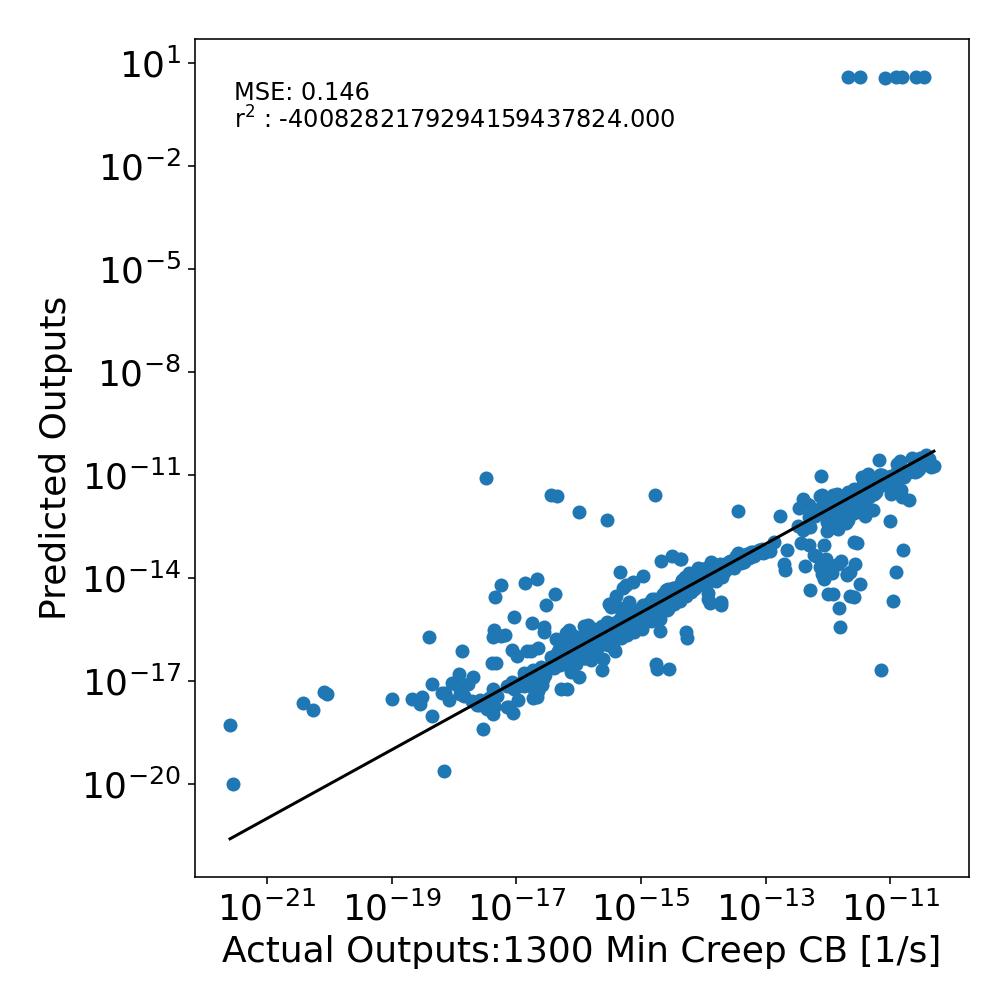 MSE: 0.146
r² : -4008282179294159437824.000
10¹
10⁻²
10⁻⁵
10⁻⁸
10⁻¹¹
10⁻¹⁴
10⁻¹⁷
10⁻²⁰
Predicted Outputs
10⁻²¹ 10⁻¹⁹ 10⁻¹⁷ 10⁻¹⁵ 10⁻¹³ 10⁻¹¹
Actual Outputs:1300 Min Creep CB [1/s]